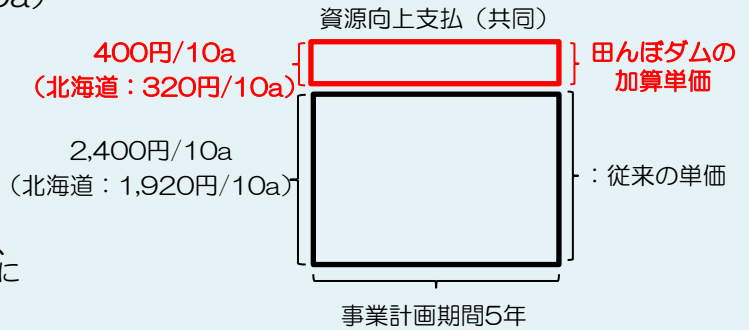 a)
資源向上支払（共同）
400円/10a
（北海道：320円/10a）
田んぼダムの
加算単価
2,400円/10a
（北海道：1,920円/10a）
：従来の単価
に
事業計画期間5年